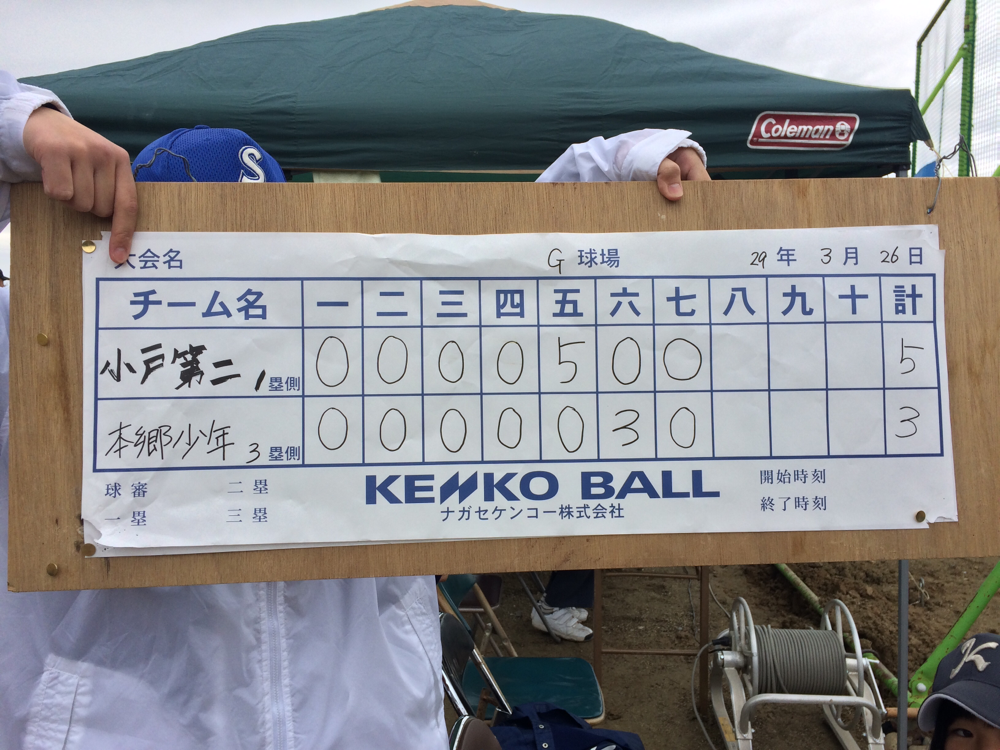 Coleman
S
大会名 G 球場 29 年 3 月 26 日
チーム名 一 二 三 四 五 六 七 八 九 十 計
小戸第二 1 塁側 0 0 0 0 5 0 0 5
本郷少年 3 塁側 0 0 0 0 0 3 0 3
球審 二塁 KENKO BALL 開始時刻
一塁 三塁 ナガセケンコー株式会社 終了時刻
K